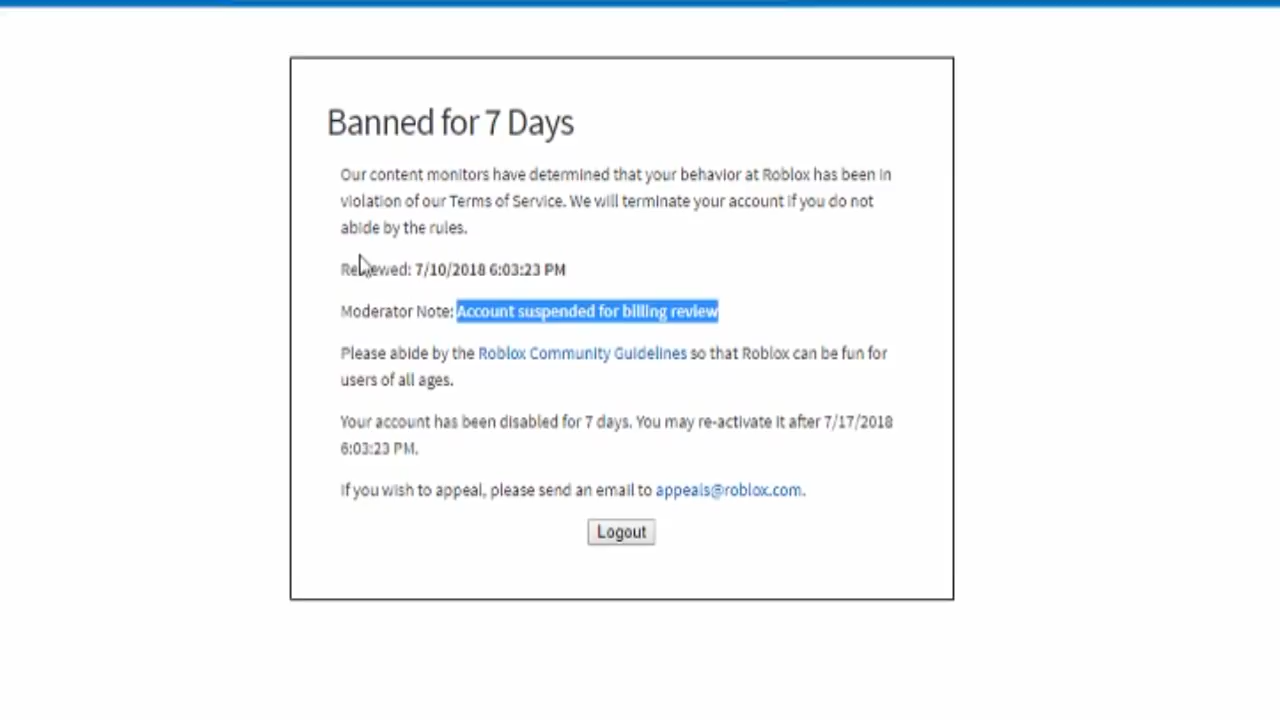 Banned for 7 Days
Our content monitors have determined that your behavior at Roblox has been in
violation of our Terms of Service. We will terminate your account if you do not
abide by the rules.
Reviewed: 7/10/2018 6:03:23 PM
Moderator Note: Account suspended for billing review
Please abide by the Roblox Community Guidelines so that Roblox can be fun for
users of all ages.
Your account has been disabled for 7 days. You may re-activate it after 7/17/2018
6:03:23 PM.
If you wish to appeal, please send an email to appeals@roblox.com.
Logout